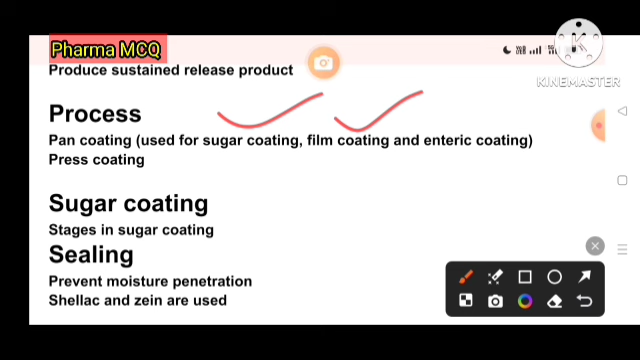 Pharma MCQ
Produce sustained release product
KINEMASTER
Process
Pan coating (used for sugar coating, film coating and enteric coating)
Press coating
Sugar coating
Stages in sugar coating
Sealing
Prevent moisture penetration
Shellac and zein are used